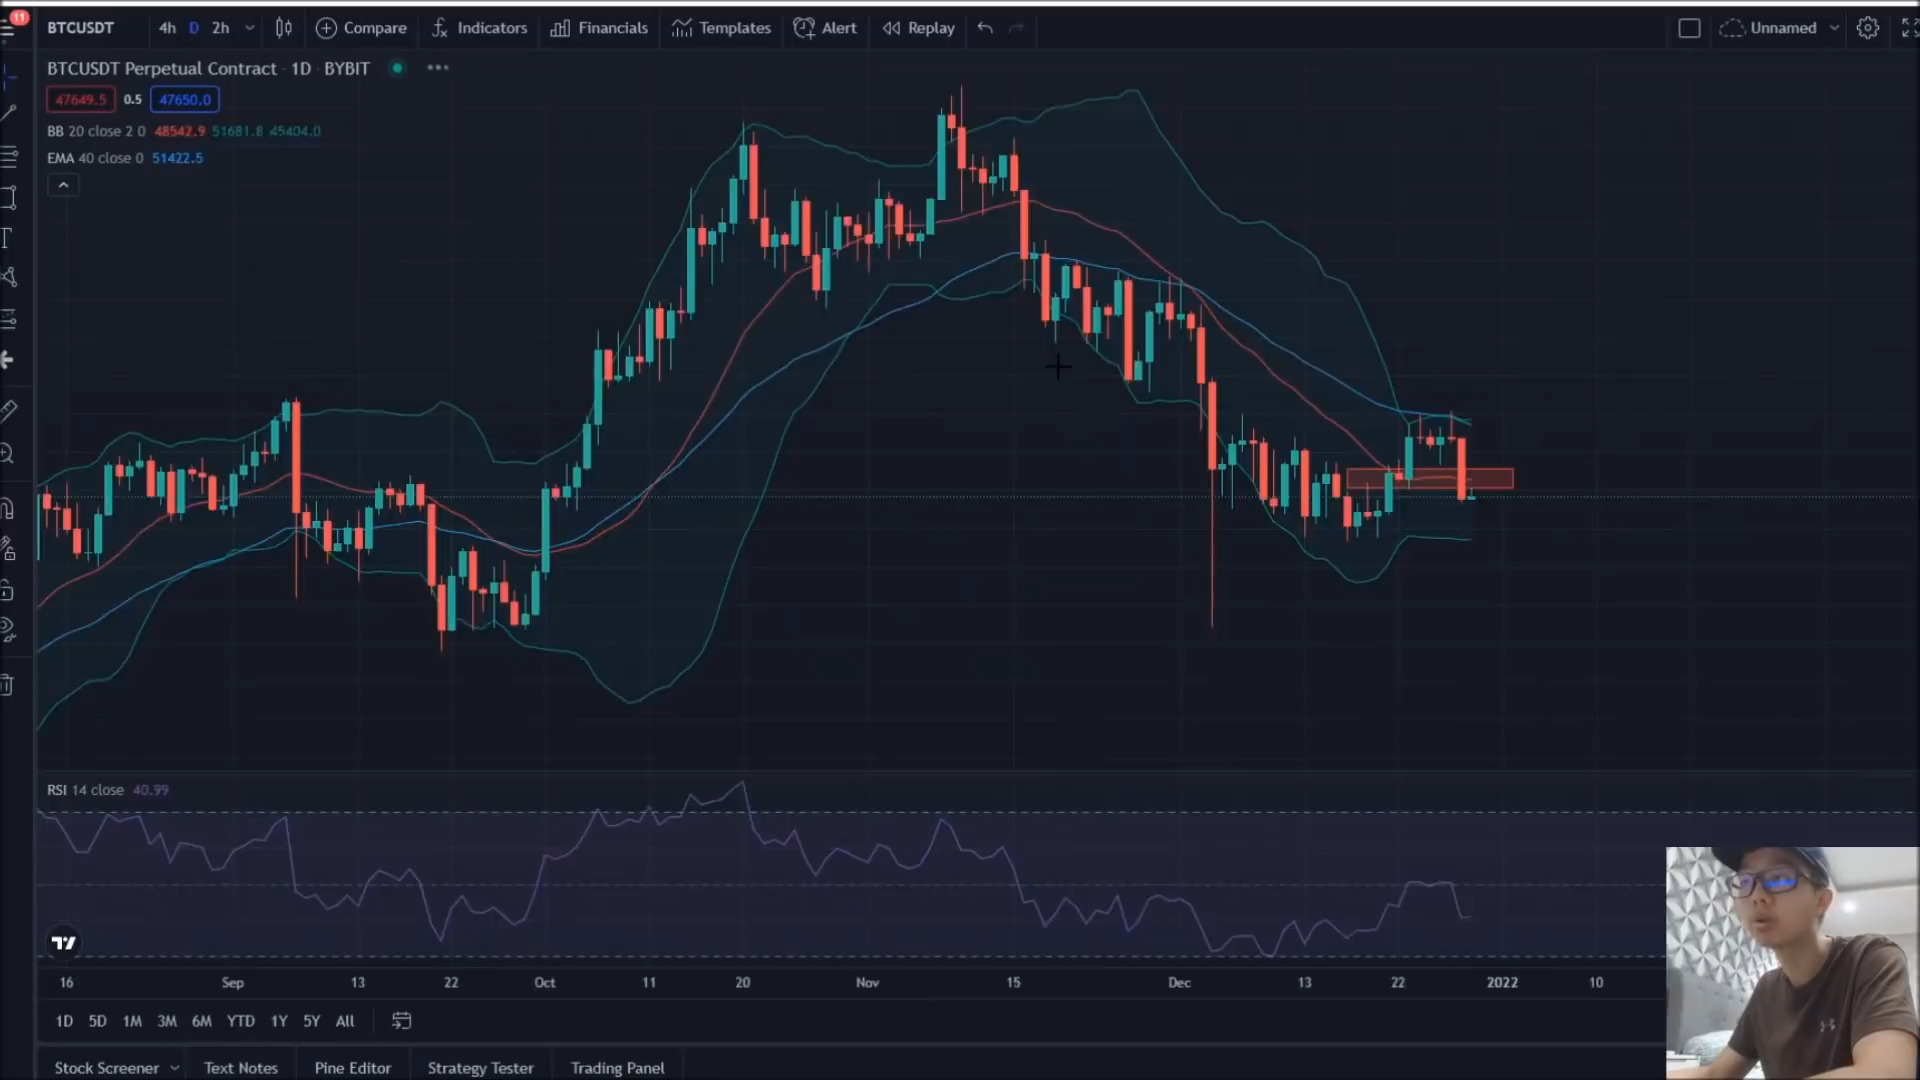 11
BTCUSDT 4h D 2h Compare Indicators Financials Templates Alert Replay Unnamed
BTCUSDT Perpetual Contract · 1D · BYBIT
47649.5 0.5 47650.0
BB 20 close 2 0 48542.9 51681.8 45404.0
EMA 40 close 0 51422.5
RSI 14 close 40.99
16 Sep 13 22 Oct 11 20 Nov 15 Dec 13 22 2022 10
1D 5D 1M 3M 6M YTD 1Y 5Y All
Stock Screener Text Notes Pine Editor Strategy Tester Trading Panel